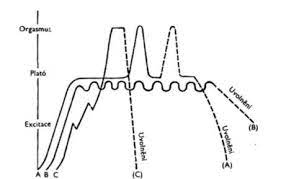 Orgasmus
Plató
Excitace
Uvolnění
Uvolnění
Uvolnění
(B)
A B C
(C)
(A)